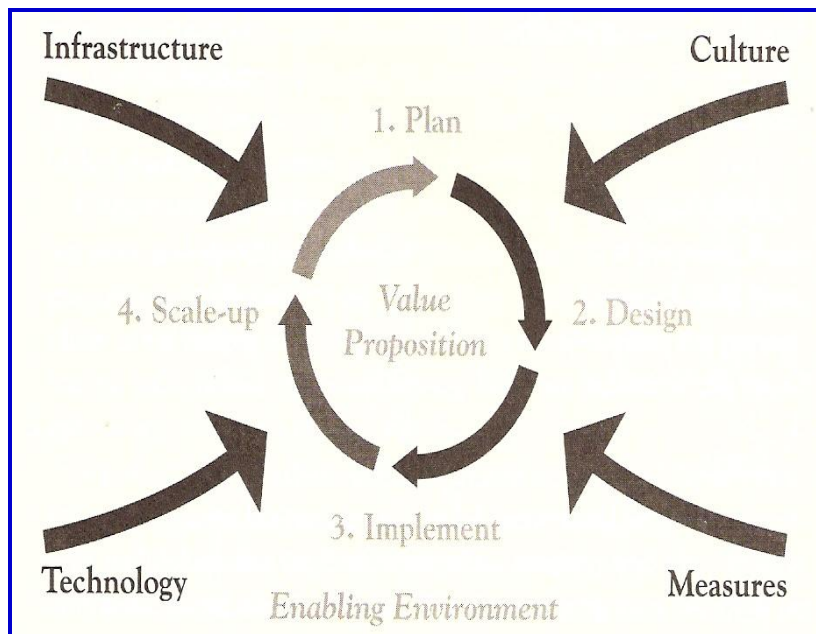 Infrastructure
Culture
1. Plan
4. Scale-up
Value
Proposition
2. Design
3. Implement
Technology
Measures
Enabling Environment